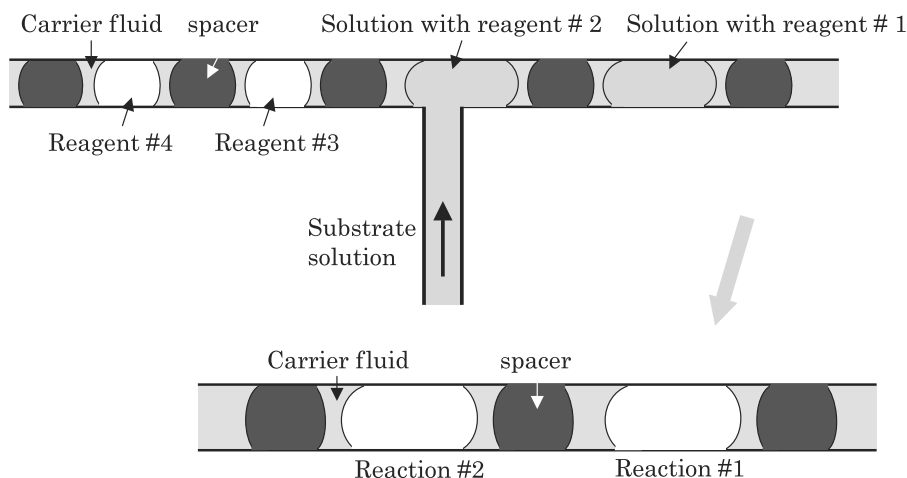 Carrier fluid
spacer
Solution with reagent # 2
Solution with reagent # 1
Reagent #4
Reagent #3
Substrate
solution
Carrier fluid
spacer
Reaction #2
Reaction #1